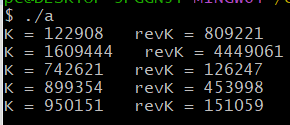 $ ./a
K = 122908   revK = 809221
K = 1609444   revK = 4449061
K = 742621   revK = 126247
K = 899354   revK = 453998
K = 950151   revK = 151059